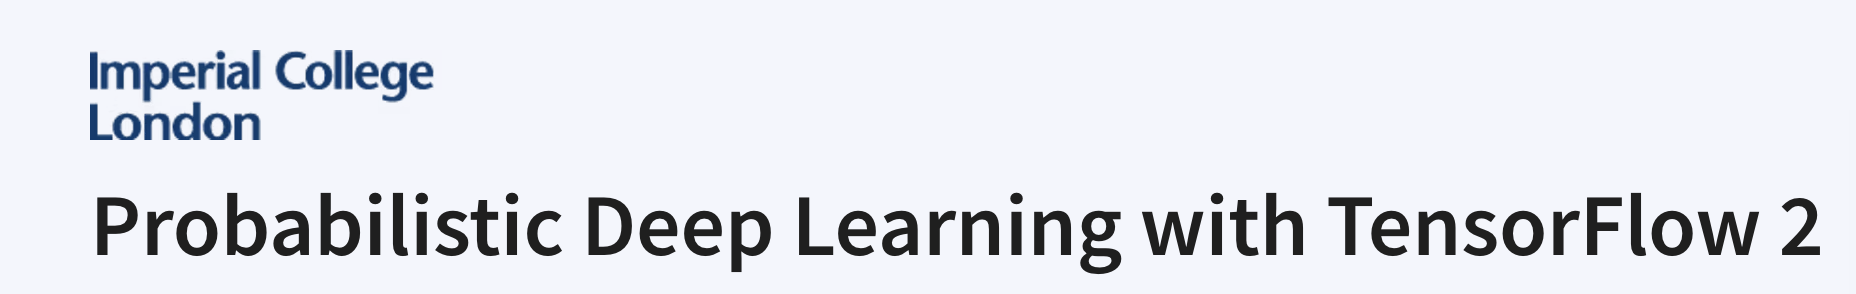 Imperial College
London
Probabilistic Deep Learning with TensorFlow 2